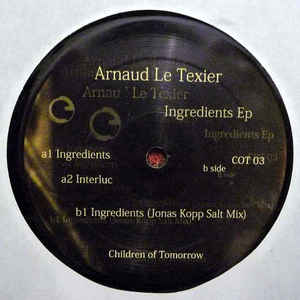 Arnaud Le Texier
Ingredients Ep
a1 Ingredients
b side
COT 03
a2 Interluc
b1 Ingredients (Jonas Kopp Salt Mix)
Children of Tomorrow